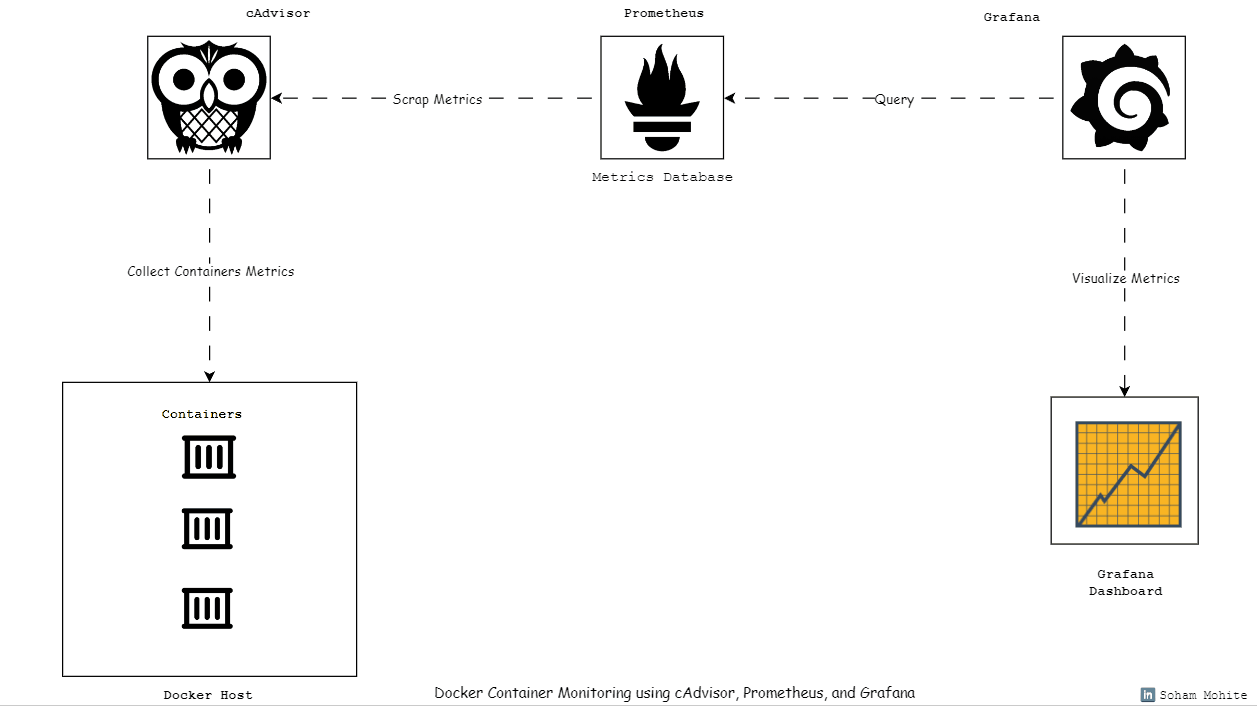 cAdvisor
Prometheus
Grafana
Scrap Metrics
Query
Metrics Database
Collect Containers Metrics
Visualize Metrics
Containers
Grafana
Dashboard
Docker Host
Docker Container Monitoring using cAdvisor, Prometheus, and Grafana
in Soham Mohite